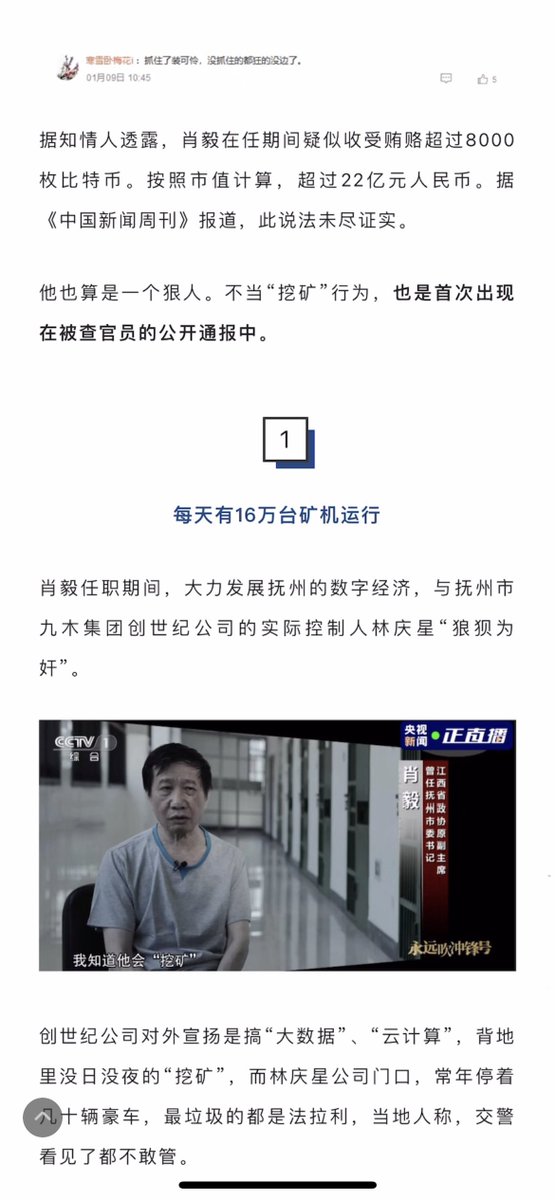 寒雪卧梅花i：抓住了装可怜，没抓住的都狂的没边了。
01月09日 10:45
5
据知情人透露，肖毅在任期间疑似收受贿赂超过8000
枚比特币。按照市值计算，超过22亿元人民币。据
《中国新闻周刊》报道，此说法未尽证实。
他也算是一个狠人。不当“挖矿”行为，也是首次出现
在被查官员的公开通报中。
1
每天有16万台矿机运行
肖毅任职期间，大力发展抚州的数字经济，与抚州市
九木集团创世纪公司的实际控制人林庆星“狼狈为
奸”。
CCTV 1
综合
央视
新闻
正直播
肖毅
江西省政协原副主席
曾任抚州市委书记
我知道他会“挖矿”
永远吹冲锋号
创世纪公司对外宣扬是搞“大数据”、“云计算”，背地
里没日没夜的“挖矿”，而林庆星公司门口，常年停着
几十辆豪车，最垃圾的都是法拉利，当地人称，交警
看见了都不敢管。